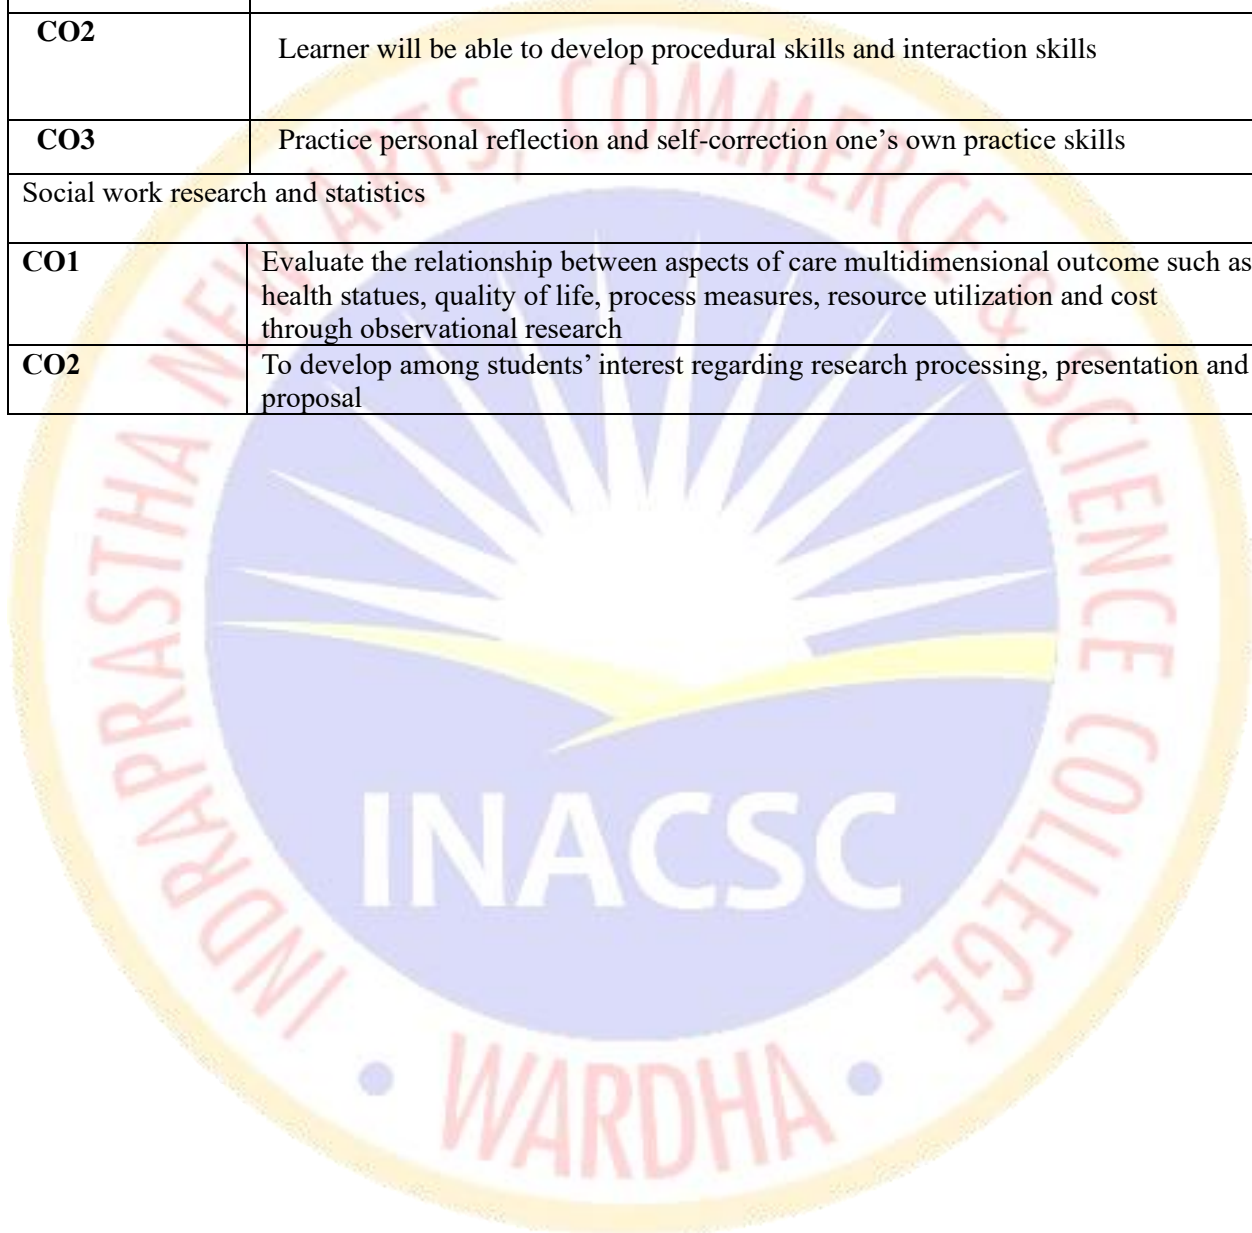 CO2
Learner will be able to develop procedural skills and interaction skills
CO3
Practice personal reflection and self-correction one’s own practice skills
Social work research and statistics
CO1
Evaluate the relationship between aspects of care multidimensional outcome such as
health statues, quality of life, process measures, resource utilization and cost
through observational research
CO2
To develop among students’ interest regarding research processing, presentation and
proposal
INDRAPRASTHA NEW ARTS, COMMERCE & SCIENCE COLLEGE
INACSC
• WARDHA •